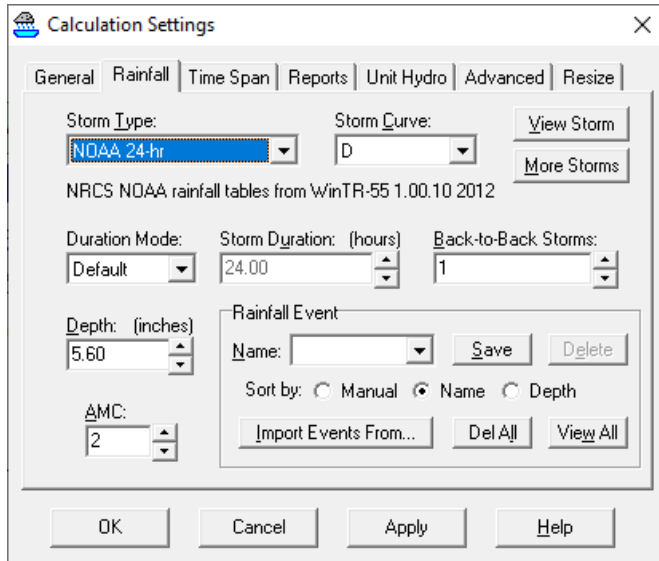 Calculation Settings
General Rainfall Time Span Reports Unit Hydro Advanced Resize
Storm Type: Storm Curve: View Storm
NOAA 24-hr D
More Storms
NRCS NOAA rainfall tables from WinTR-55 1.00.10 2012
Duration Mode: Storm Duration: (hours) Back-to-Back Storms:
Default 24.00 1
Depth: (inches) Rainfall Event
5.60 Name: Save Delete
Sort by: Manual Name Depth
AMC:
2 Import Events From... Del All View All
OK Cancel Apply Help